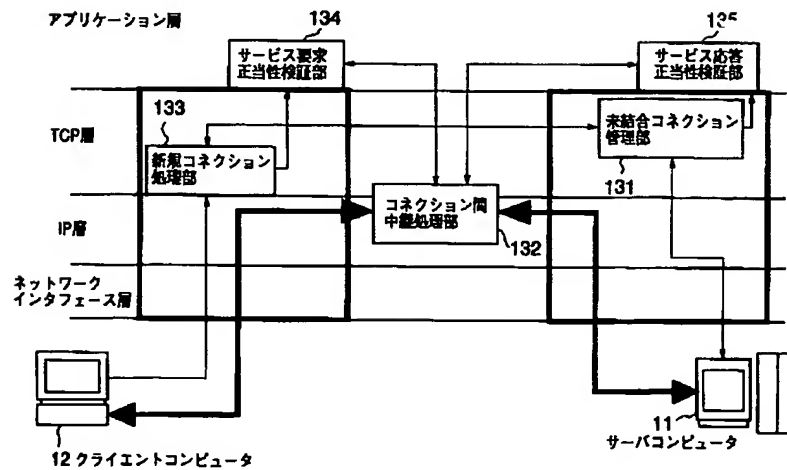 アプリケーション層
134
135
サービス要求
正当性検証部
サービス応答
正当性検証部
TCP層
133
新規コネクション
処理部
未結合コネクション
管理部
131
IP層
コネクション間
中継処理部
132
ネットワーク
インタフェース層
12 クライエントコンピュータ
11
サーバコンピュータ